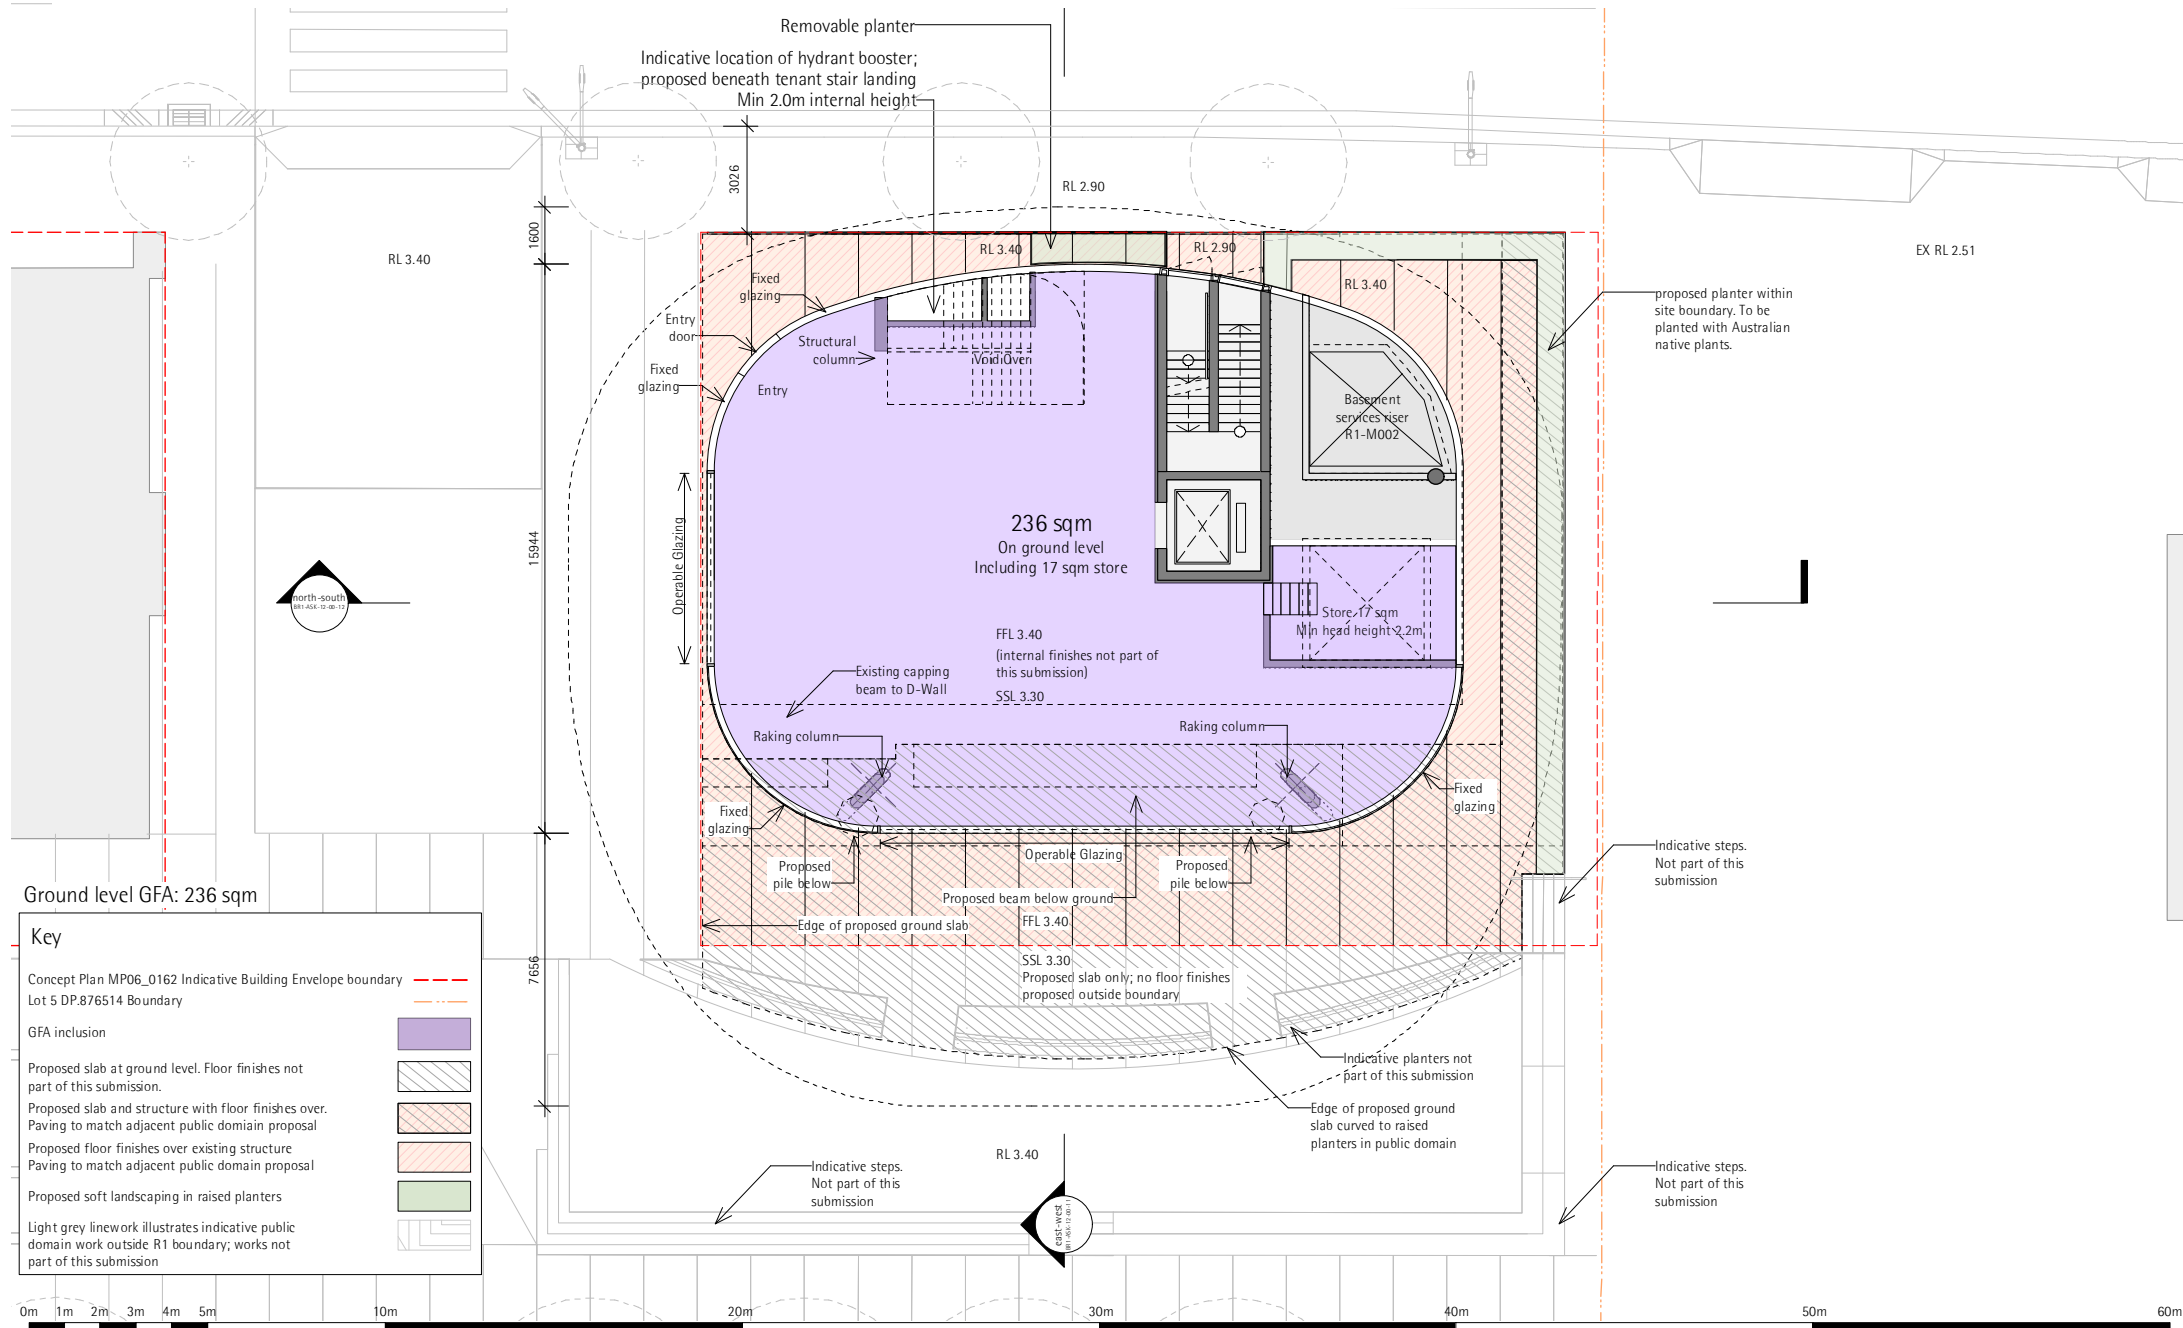 Removable planter
Indicative location of hydrant booster;
proposed beneath tenant stair landing
Min 2.0m internal height
3026
RL 2.90
1600
RL 3.40
RL 3.40
RL 2.90
RL 3.40
EX RL 2.51
Fixed
glazing
Entry
door
Fixed
glazing
Structural
column
Void Over
Entry
Basement
services riser
R1-M002
proposed planter within
site boundary. To be
planted with Australian
native plants.
Operable Glazing
15944
236 sqm
On ground level
Including 17 sqm store
north-south
BR1-ASK-12-00-12
Store 17 sqm
Min head height 2.2m
FFL 3.40
(internal finishes not part of
this submission)
SSL 3.30
Existing capping
beam to D-Wall
Raking column
Raking column
Fixed
glazing
Fixed
glazing
Operable Glazing
Proposed
pile below
Proposed
pile below
Proposed beam below ground
Edge of proposed ground slab
FFL 3.40
SSL 3.30
Proposed slab only; no floor finishes
proposed outside boundary
Indicative steps.
Not part of this
submission
7656
Indicative planters not
part of this submission
Edge of proposed ground
slab curved to raised
planters in public domain
RL 3.40
Indicative steps.
Not part of this
submission
Indicative steps.
Not part of this
submission
east-west
BR1-ASK-12-00-11
Ground level GFA: 236 sqm
Key
Concept Plan MP06_0162 Indicative Building Envelope boundary
Lot 5 DP.876514 Boundary
GFA inclusion
Proposed slab at ground level. Floor finishes not
part of this submission.
Proposed slab and structure with floor finishes over.
Paving to match adjacent public domiain proposal
Proposed floor finishes over existing structure
Paving to match adjacent public domain proposal
Proposed soft landscaping in raised planters
Light grey linework illustrates indicative public
domain work outside R1 boundary; works not
part of this submission
0m 1m 2m 3m 4m 5m 10m 20m 30m 40m 50m 60m